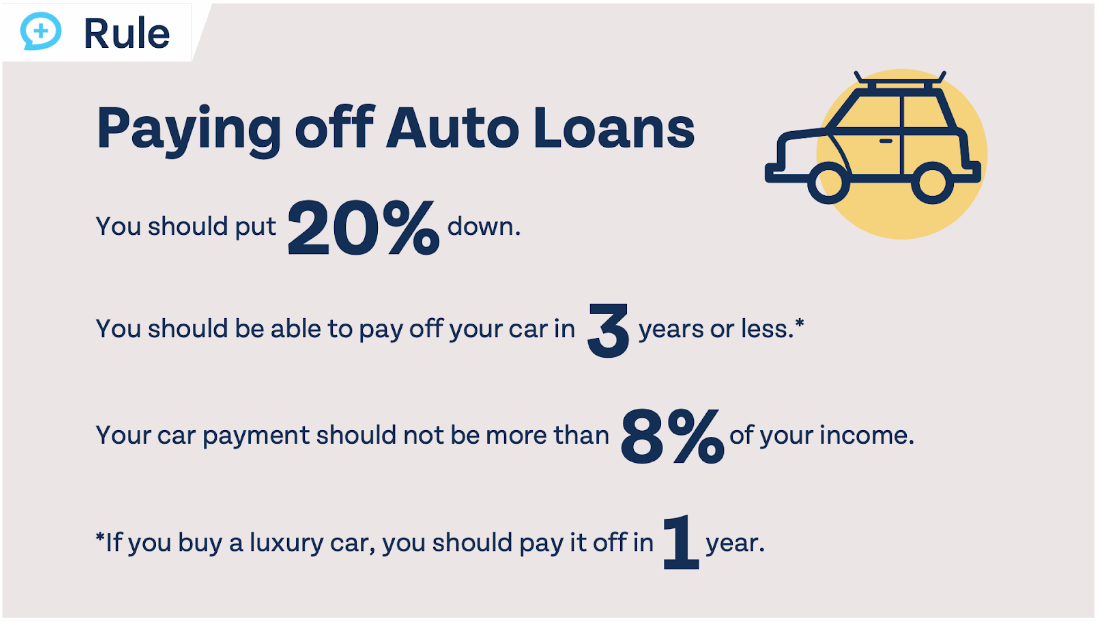 Rule
Paying off Auto Loans
You should put 20% down.
You should be able to pay off your car in 3 years or less.*
Your car payment should not be more than 8% of your income.
*If you buy a luxury car, you should pay it off in 1 year.